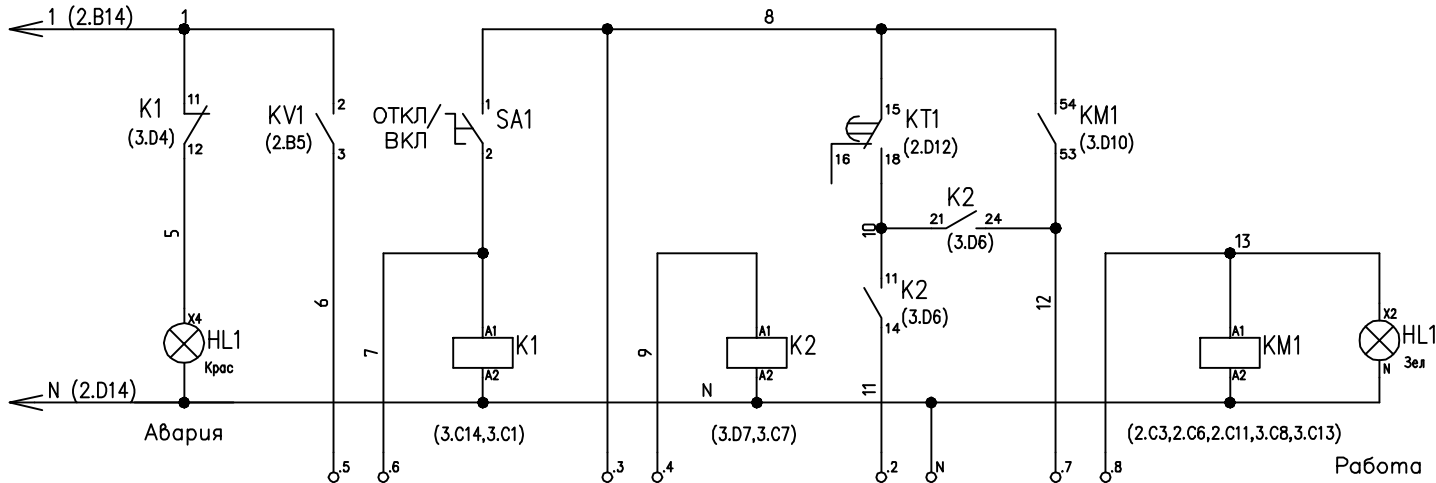 1 (2.B14)
1
8
K1
(3.D4)
11
12
KV1
(2.B5)
2
3
ОТКЛ
ВКЛ
1
2
SA1
15
16
18
KT1
(2.D12)
54
53
KM1
(3.D10)
K2
21
24
(3.D6)
10
11
14
K2
(3.D6)
5
6
7
9
11
12
13
X4
HL1
Крас
A1
A2
K1
A1
A2
K2
A1
A2
KM1
X2
N
HL1
Зел
N (2.D14)
N
Авария
(3.C14,3.C1)
(3.D7,3.C7)
(2.C3,2.C6,2.C11,3.C8,3.C13)
Работа
.5
.6
.3
.4
.2
N
.7
.8